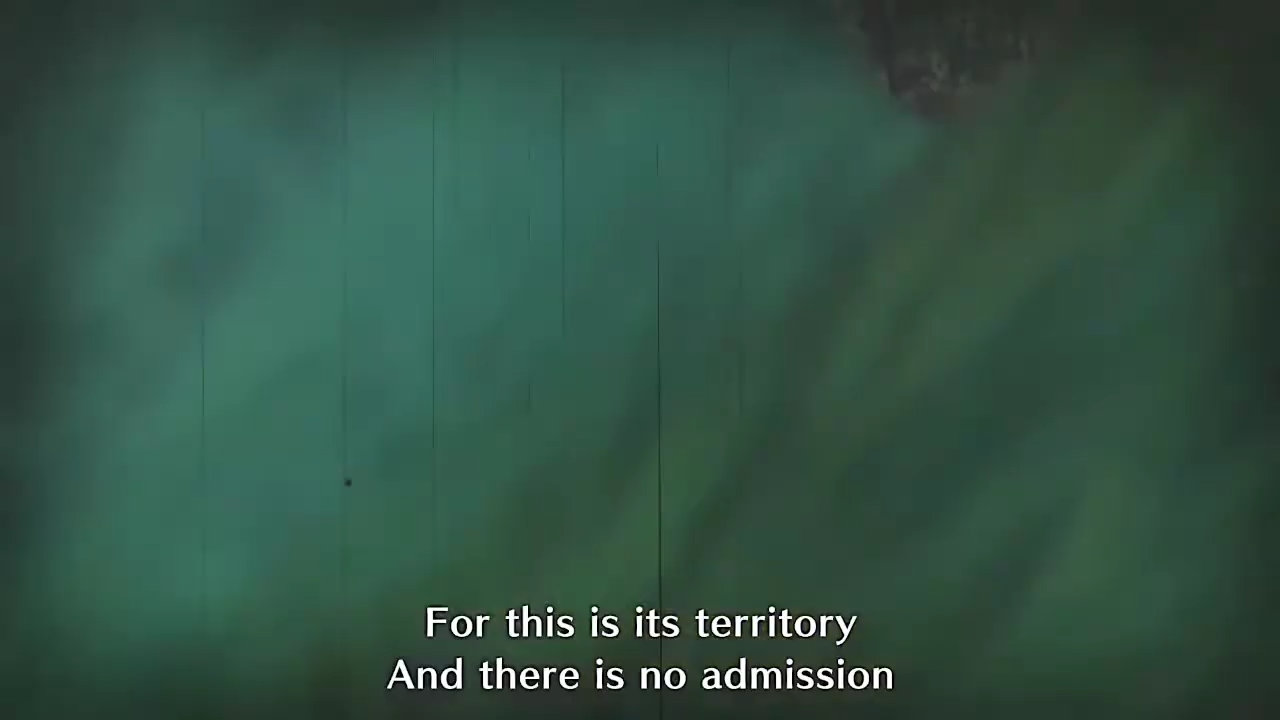 For this is its territory
And there is no admission